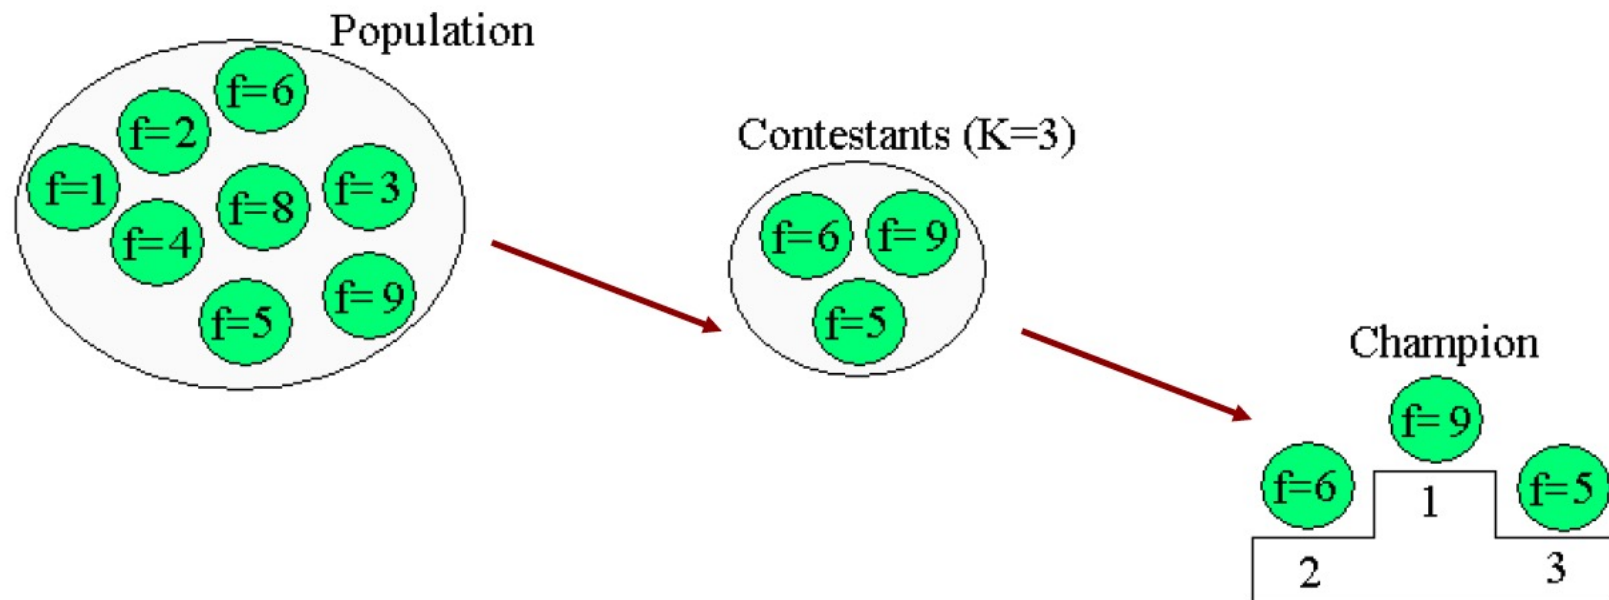 Population
f=6
f=2
f=1
f=8
f=3
f=4
f=9
f=5
Contestants (K=3)
f=6
f=9
f=5
Champion
f=9
f=6
f=5
1
2
3